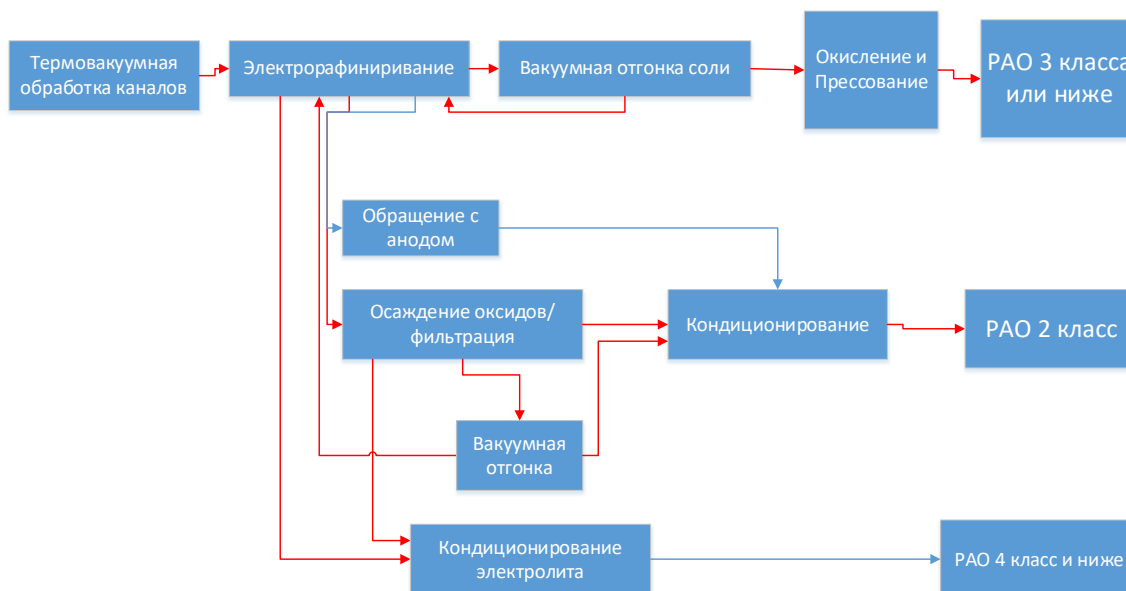 Термовакуумная
обработка каналов
Электрорафиниривание
Вакуумная отгонка соли
Окисление и
Прессование
РАО 3 класса
или ниже
Обращение с
анодом
Осаждение оксидов/
фильтрация
Кондиционирование
РАО 2 класс
Вакуумная
отгонка
Кондиционирование
электролита
РАО 4 класс и ниже